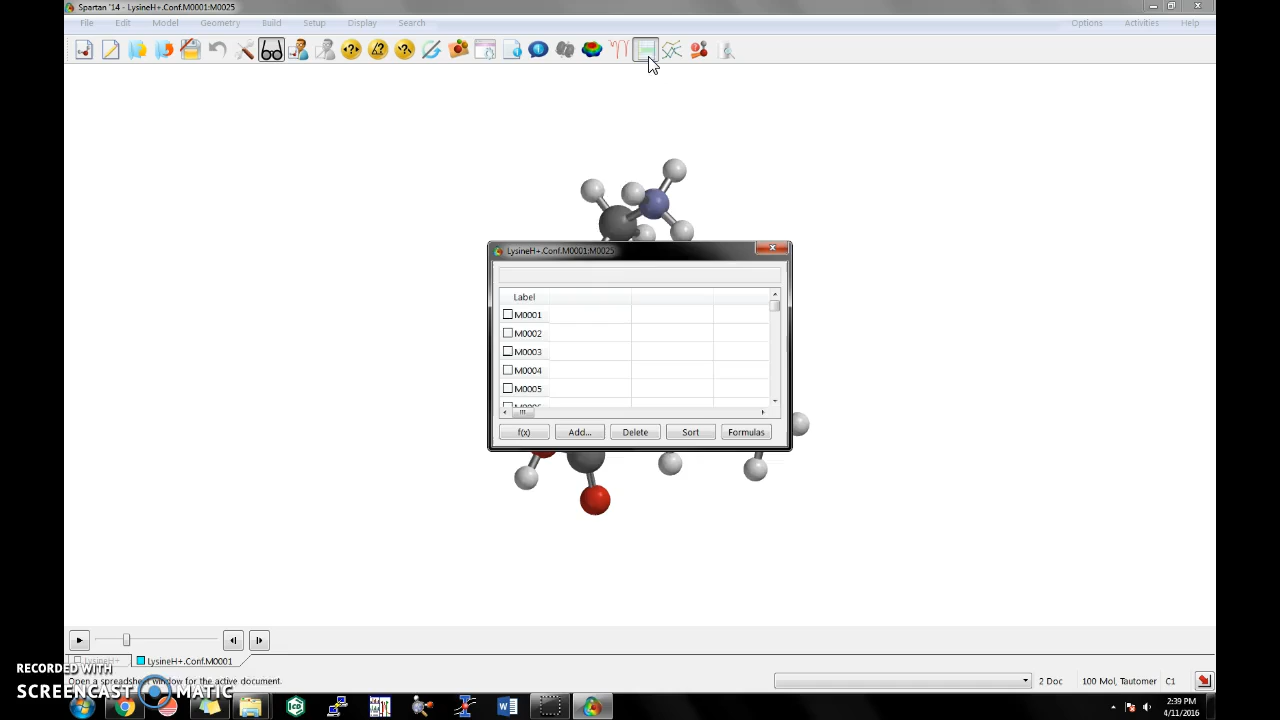 Spartan '14 - LysineH+.Conf.M0001:M0025
File Edit Model Geometry Build Setup Display Search Options Activities Help
LysineH+.Conf.M0001:M0025
Label
M0001
M0002
M0003
M0004
M0005
M0006
f(x) Add... Delete Sort Formulas
LysineH+ LysineH+.Conf.M0001
RECORDED WITH
SCREENCAST MATIC
Open a spreadsheet window for the active document.
2 Doc 100 Mol, Tautomer C1
2:39 PM
4/11/2016